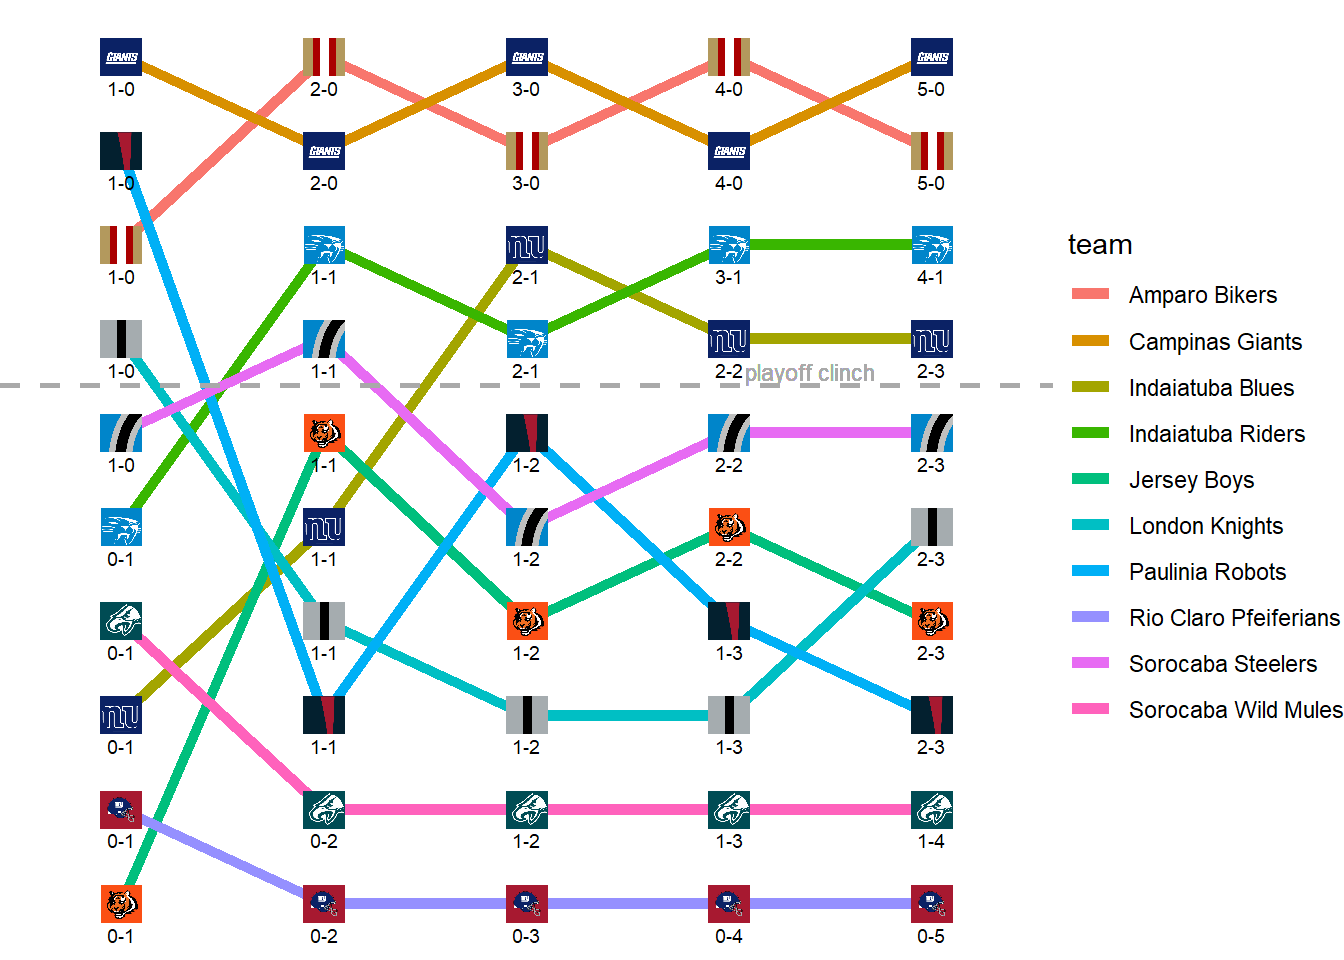 GIANTS
1-0
2-0
GIANTS
3-0
4-0
GIANTS
5-0
1-0
GIANTS
2-0
3-0
GIANTS
4-0
5-0
1-0
1-1
nu
2-1
3-1
4-1
team
Amparo Bikers
Campinas Giants
Indaiatuba Blues
Indaiatuba Riders
Jersey Boys
London Knights
Paulinia Robots
Rio Claro Pfeiferians
Sorocaba Steelers
Sorocaba Wild Mules
1-0
1-1
2-1
nu
2-2
nu
2-3
playoff clinch
1-0
1-1
1-2
2-2
2-3
0-1
nu
1-1
1-2
2-2
2-3
0-1
1-1
1-2
1-3
2-3
nu
0-1
1-1
1-2
1-3
2-3
0-1
0-2
1-2
1-3
1-4
0-1
0-2
0-3
0-4
0-5